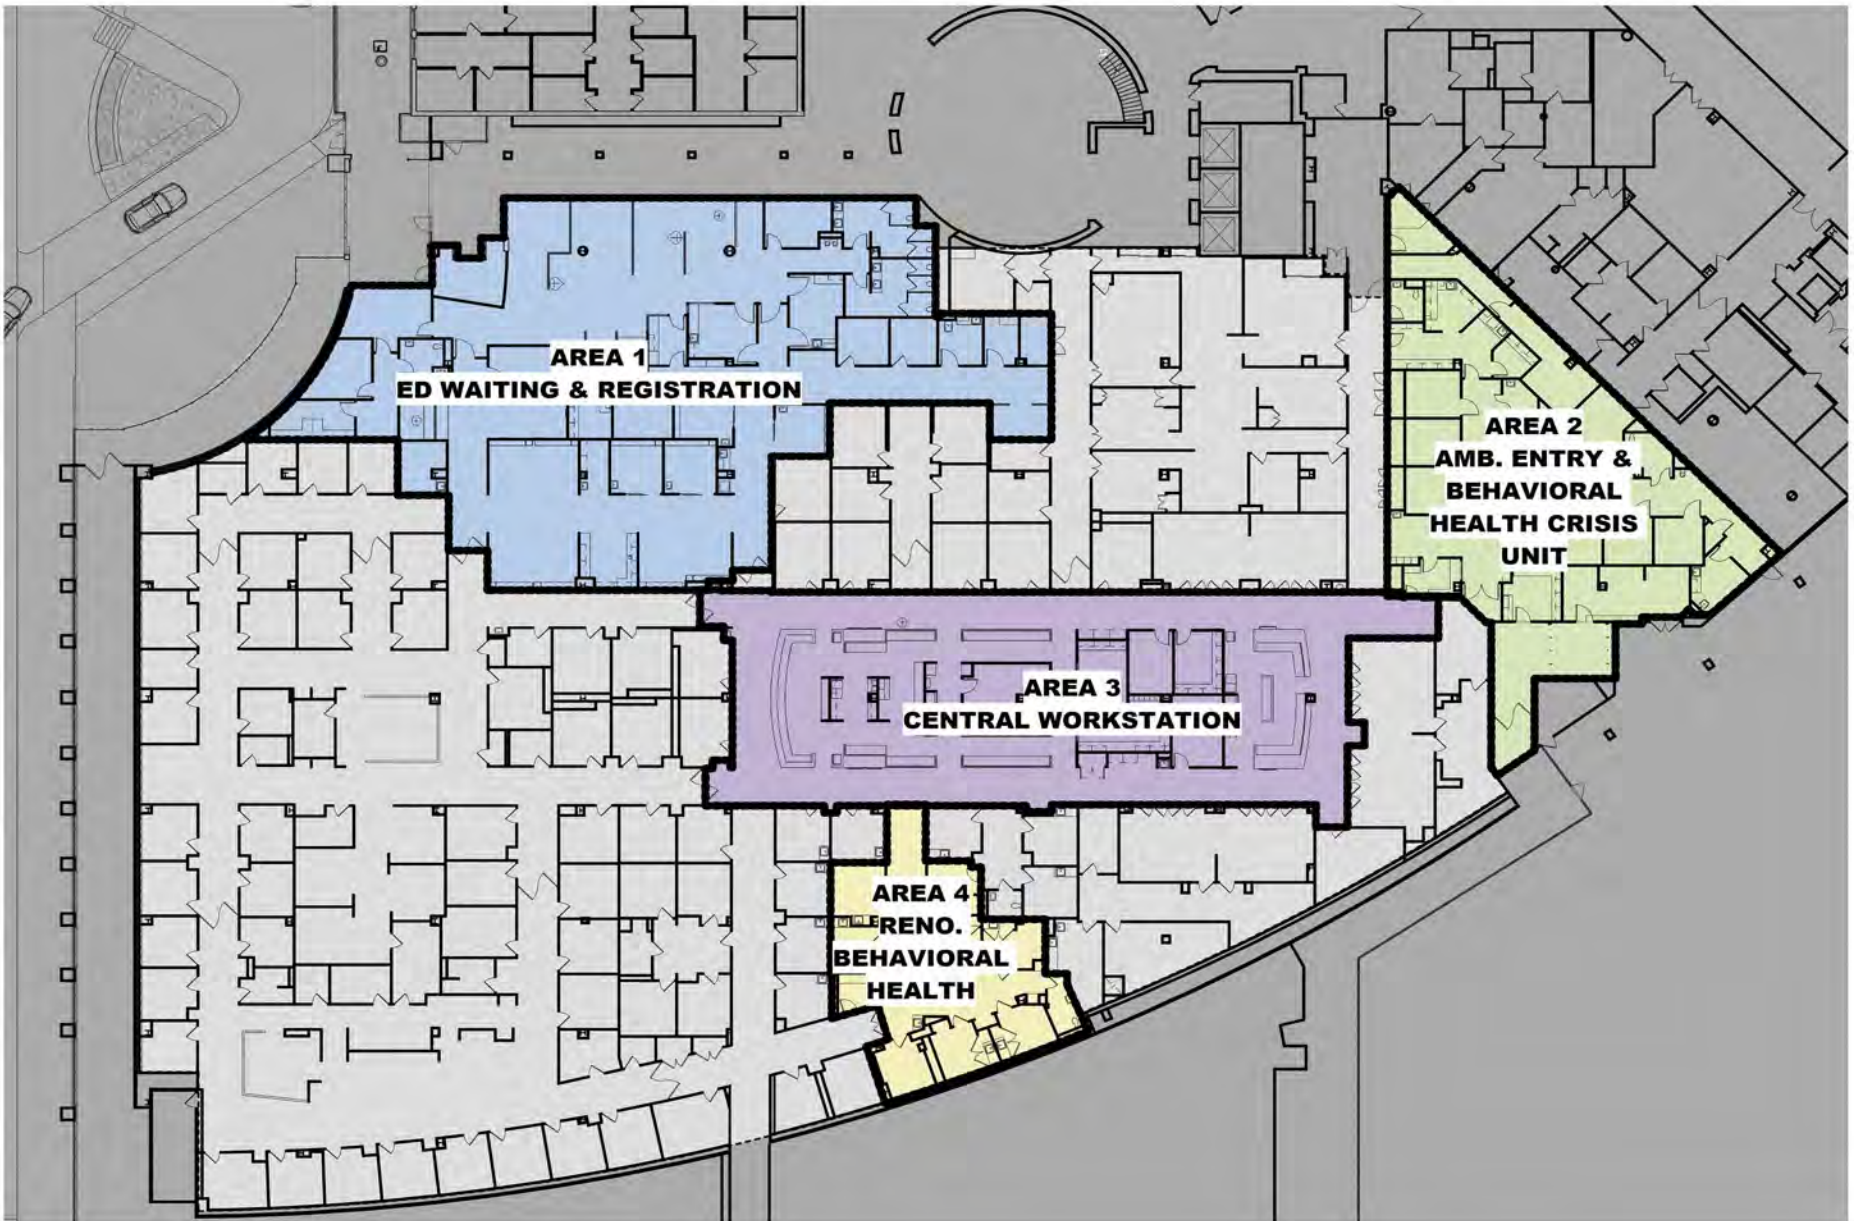 AREA 1
ED WAITING & REGISTRATION
AREA 2
AMB. ENTRY &
BEHAVIORAL
HEALTH CRISIS
UNIT
AREA 3
CENTRAL WORKSTATION
AREA 4
RENO.
BEHAVIORAL
HEALTH